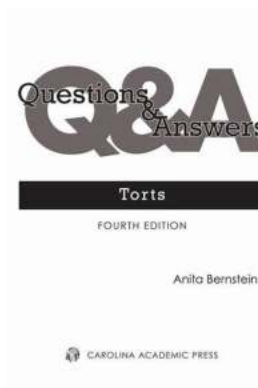 Q&A
Questions
&
Answers
Torts
FOURTH EDITION
Anita Bernstein
CAROLINA ACADEMIC PRESS